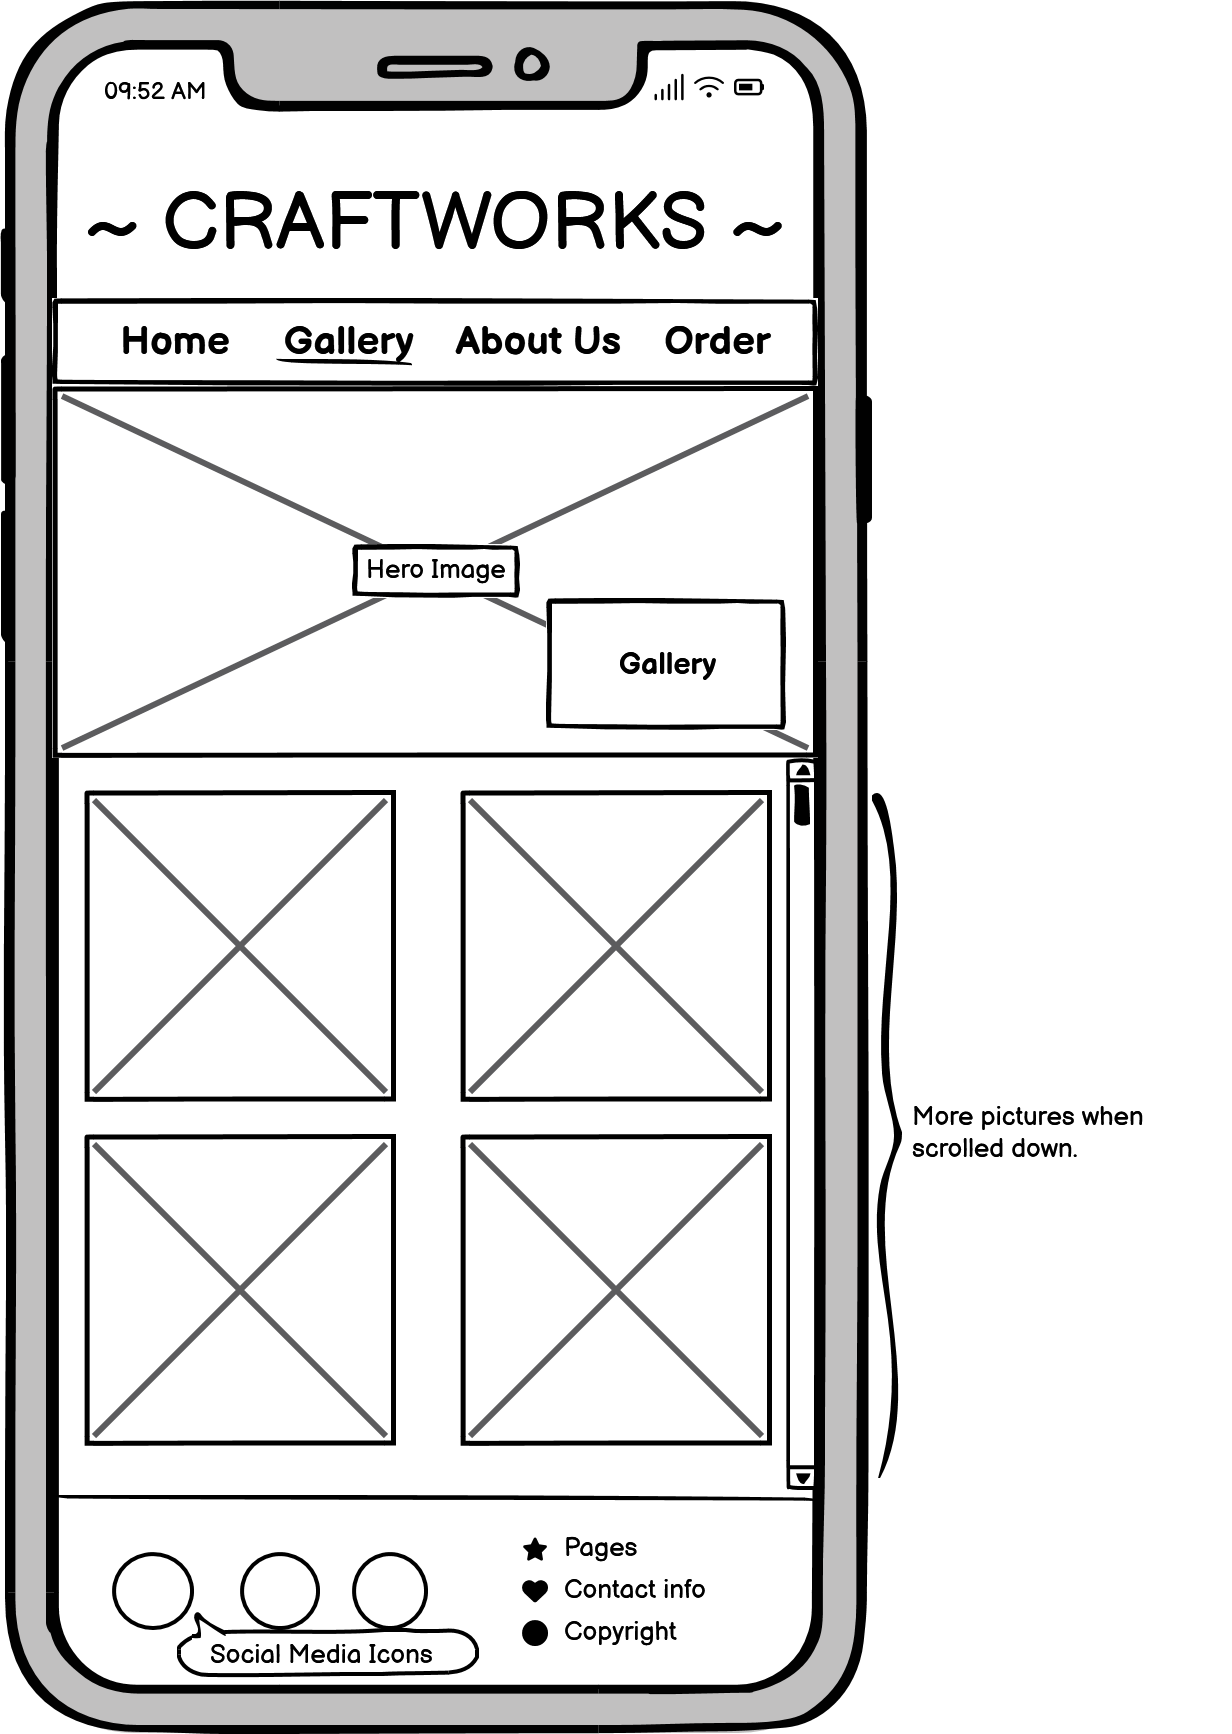 09:52 AM
~ CRAFTWORKS ~
Home Gallery About Us Order
Hero Image
Gallery
More pictures when
scrolled down.
Pages
Contact info
Copyright
Social Media Icons